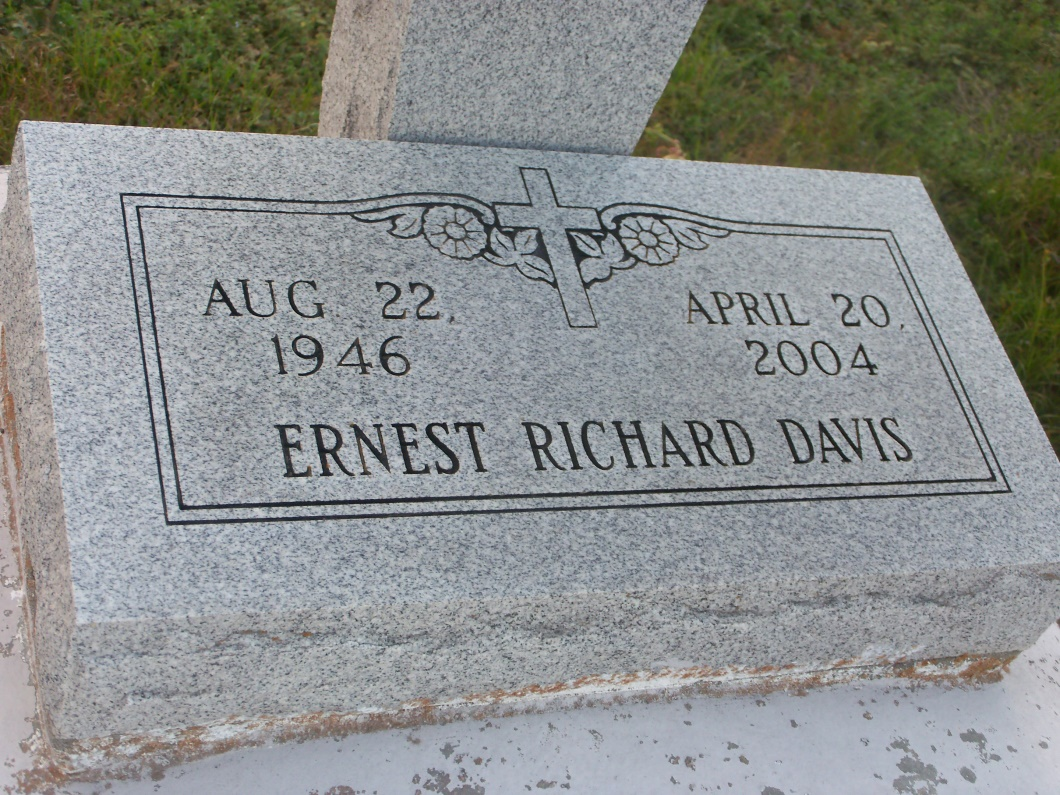 AUG 22,
1946
APRIL 20,
2004
ERNEST RICHARD DAVIS